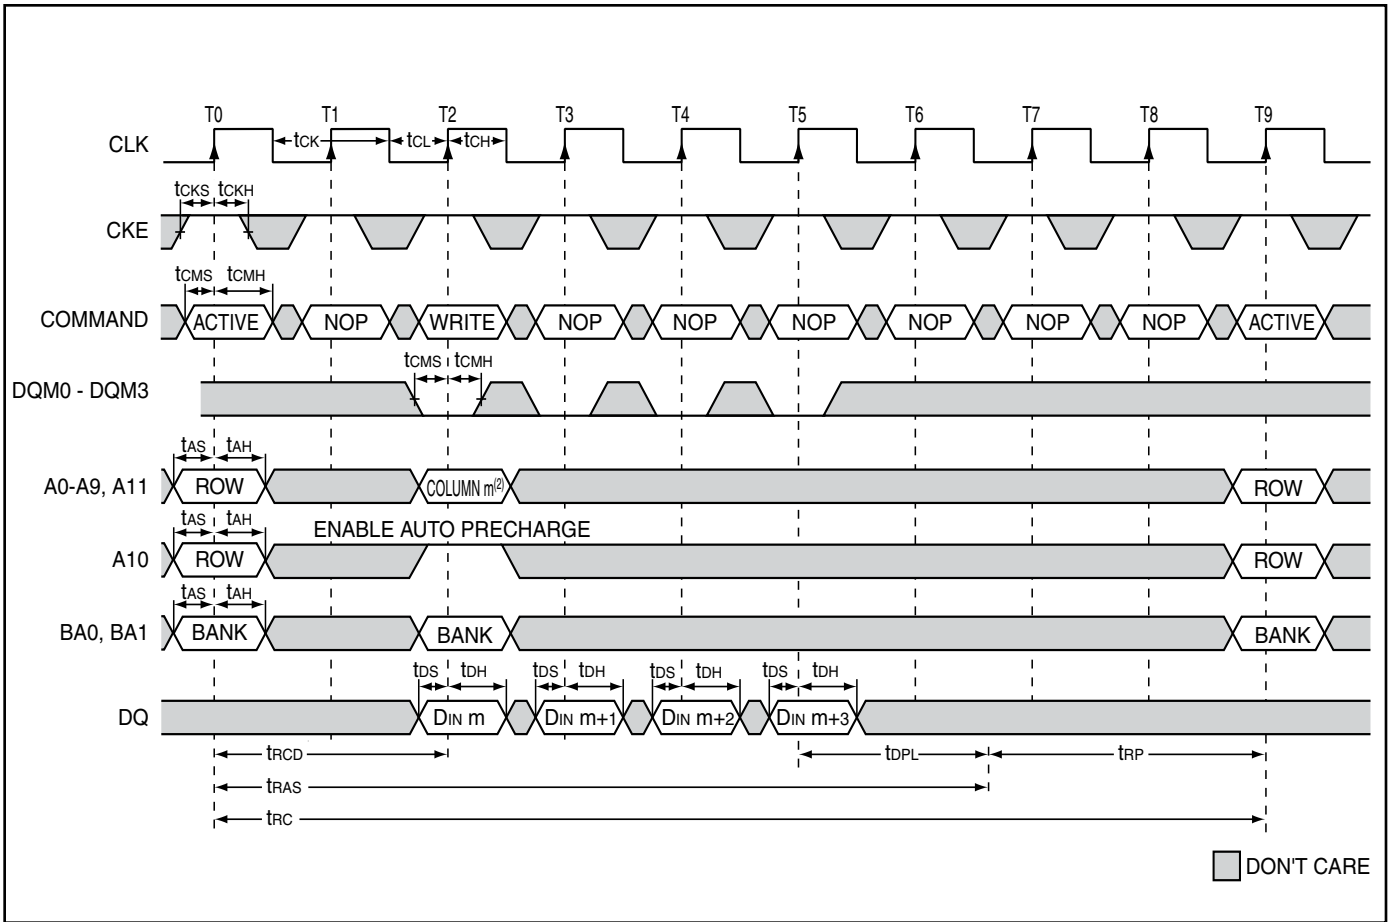 T0 T1 T2 T3 T4 T5 T6 T7 T8 T9
CLK tCK tCL tCH
tCKS tCKH
CKE
tCMS tCMH
COMMAND ACTIVE NOP WRITE NOP NOP NOP NOP NOP NOP ACTIVE
tCMS tCMH
DQM0 - DQM3
tAS tAH
A0-A9, A11 ROW COLUMN m(2) ROW
tAS tAH ENABLE AUTO PRECHARGE
A10 ROW ROW
tAS tAH
BA0, BA1 BANK BANK BANK
tDS tDH tDS tDH tDS tDH tDS tDH
DQ DIN m DIN m+1 DIN m+2 DIN m+3
tRCD tDPL tRP
tRAS
tRC
DON'T CARE